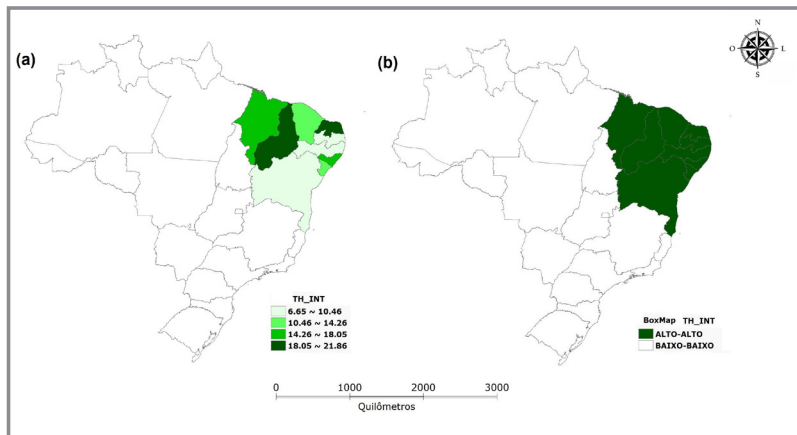 (a)
(b)
N
O
L
S
TH_INT
6.65 ~ 10.46
10.46 ~ 14.26
14.26 ~ 18.05
18.05 ~ 21.86
BoxMap TH_INT
ALTO-ALTO
BAIXO-BAIXO
0 1000 2000 3000
Quilômetros